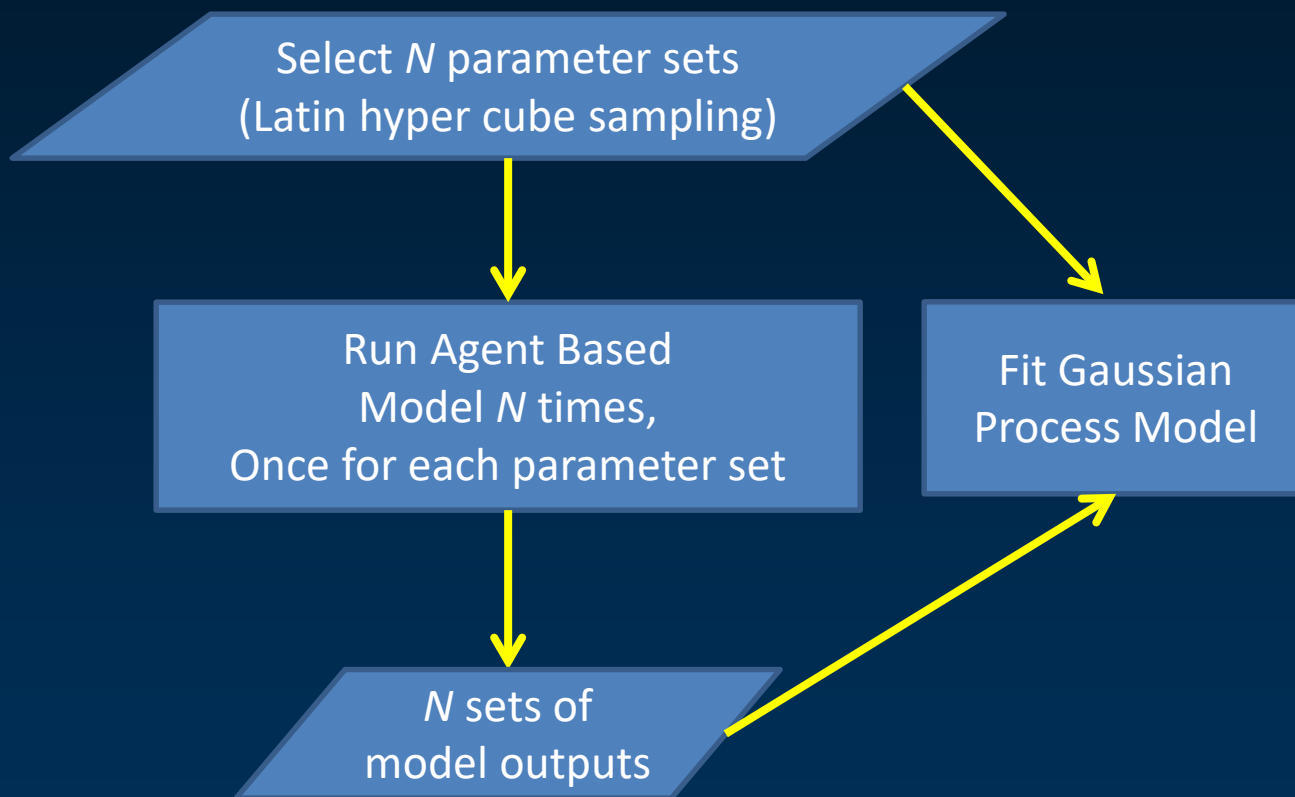 Select N parameter sets
(Latin hyper cube sampling)
Run Agent Based
Model N times,
Once for each parameter set
Fit Gaussian
Process Model
N sets of
model outputs